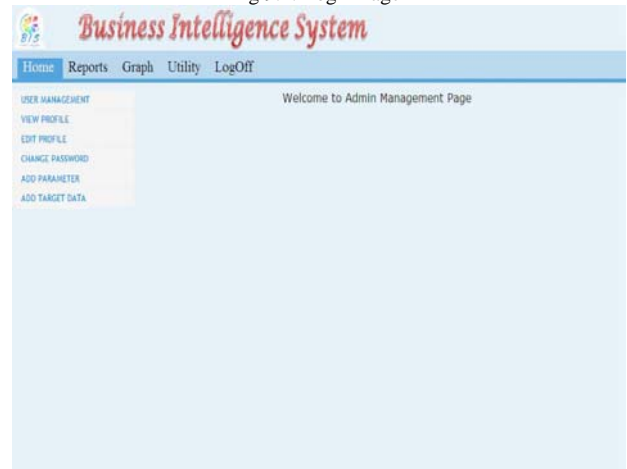 Business Intelligence System
BIS
Home Reports Graph Utility LogOff
Welcome to Admin Management Page
USER MANAGEMENT
VIEW PROFILE
EDIT PROFILE
CHANGE PASSWORD
ADD PARAMETER
ADD TARGET DATA